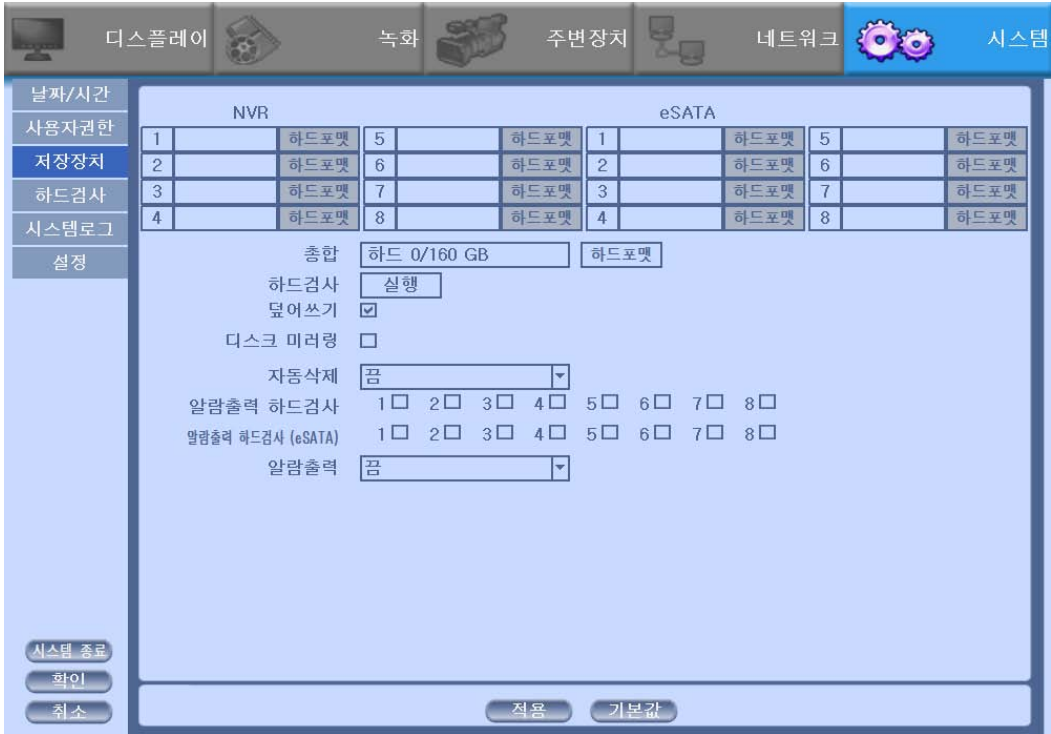 디스플레이 녹화 주변장치 네트워크 시스템
날짜/시간
사용자권한
저장장치
하드검사
시스템로그
설정
NVR eSATA
1 하드포맷 5 하드포맷 1 하드포맷 5 하드포맷
2 하드포맷 6 하드포맷 2 하드포맷 6 하드포맷
3 하드포맷 7 하드포맷 3 하드포맷 7 하드포맷
4 하드포맷 8 하드포맷 4 하드포맷 8 하드포맷
총합 하드 0/160 GB 하드포맷
하드검사 실행
덮어쓰기
디스크 미러링
자동삭제 끔
알람출력 하드검사 1 2 3 4 5 6 7 8
알람출력 하드검사 (eSATA) 1 2 3 4 5 6 7 8
알람출력 끔
시스템 종료
확인
취소
적용 기본값